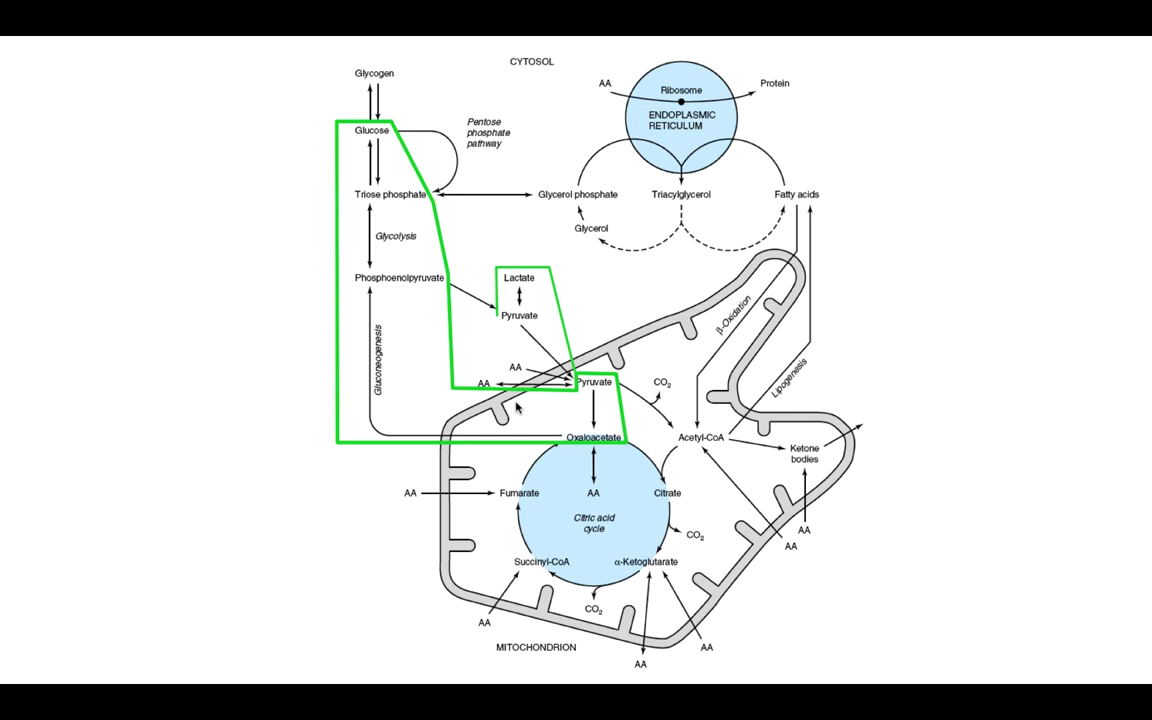 CYTOSOL
Glycogen
AA
Ribosome
Protein
ENDOPLASMIC
RETICULUM
Glucose
Pentose
phosphate
pathway
Triose phosphate
Glycerol phosphate
Triacylglycerol
Fatty acids
Glycerol
Glycolysis
Phosphoenolpyruvate
Lactate
Pyruvate
β-Oxidation
Lipogenesis
Gluconeogenesis
AA
AA
Pyruvate
CO2
Oxaloacetate
Acetyl-CoA
Ketone
bodies
AA
Fumarate
AA
Citrate
Citric acid
cycle
CO2
AA
AA
Succinyl-CoA
α-Ketoglutarate
CO2
AA
MITOCHONDRION
AA
AA